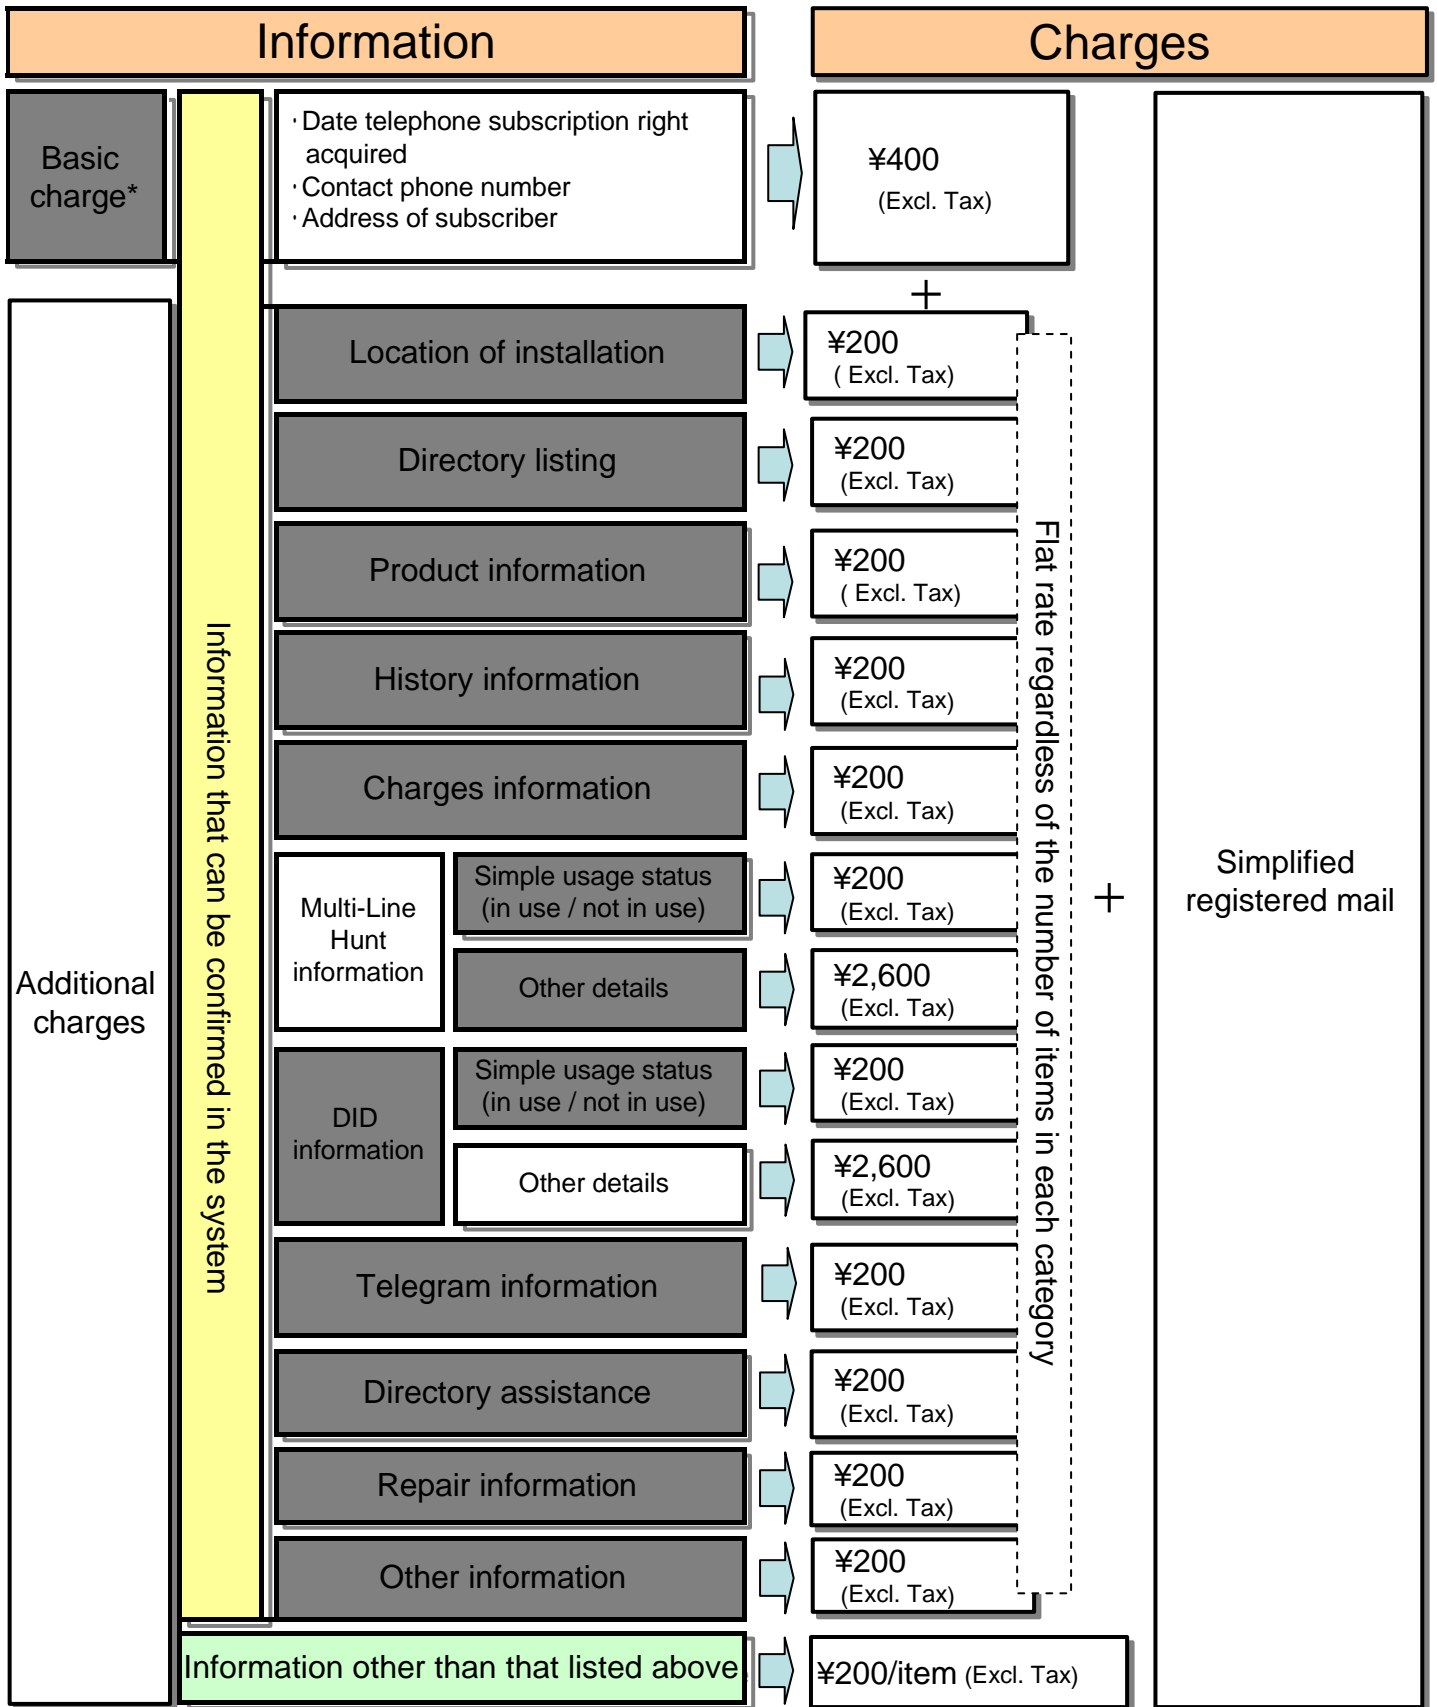 Information
Charges
Basic
charge*
·Date telephone subscription right
acquired
·Contact phone number
·Address of subscriber
¥400
(Excl. Tax)
+
Location of installation
¥200
( Excl. Tax)
Directory listing
¥200
(Excl. Tax)
Product information
¥200
( Excl. Tax)
History information
¥200
(Excl. Tax)
Charges information
¥200
(Excl. Tax)
Multi-Line
Hunt
information
Simple usage status
(in use / not in use)
¥200
(Excl. Tax)
Other details
¥2,600
(Excl. Tax)
DID
information
Simple usage status
(in use / not in use)
¥200
(Excl. Tax)
Other details
¥2,600
(Excl. Tax)
Telegram information
¥200
(Excl. Tax)
Directory assistance
¥200
(Excl. Tax)
Repair information
¥200
(Excl. Tax)
Other information
¥200
(Excl. Tax)
Information other than that listed above
¥200/item (Excl. Tax)
Additional
charges
Information that can be confirmed in the system
Flat rate regardless of the number of items in each category
+
Simplified
registered mail